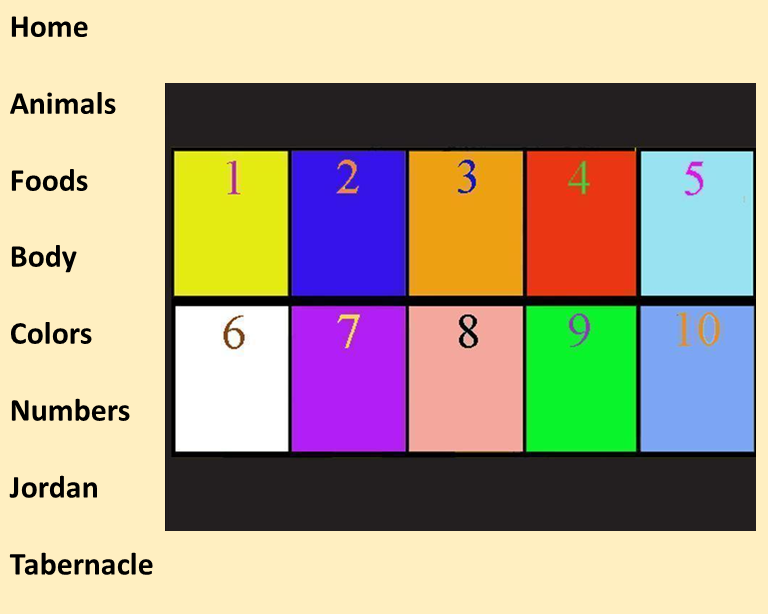 Home
Animals
Foods
Body
Colors
Numbers
Jordan
Tabernacle
1 2 3 4 5
6 7 8 9 10